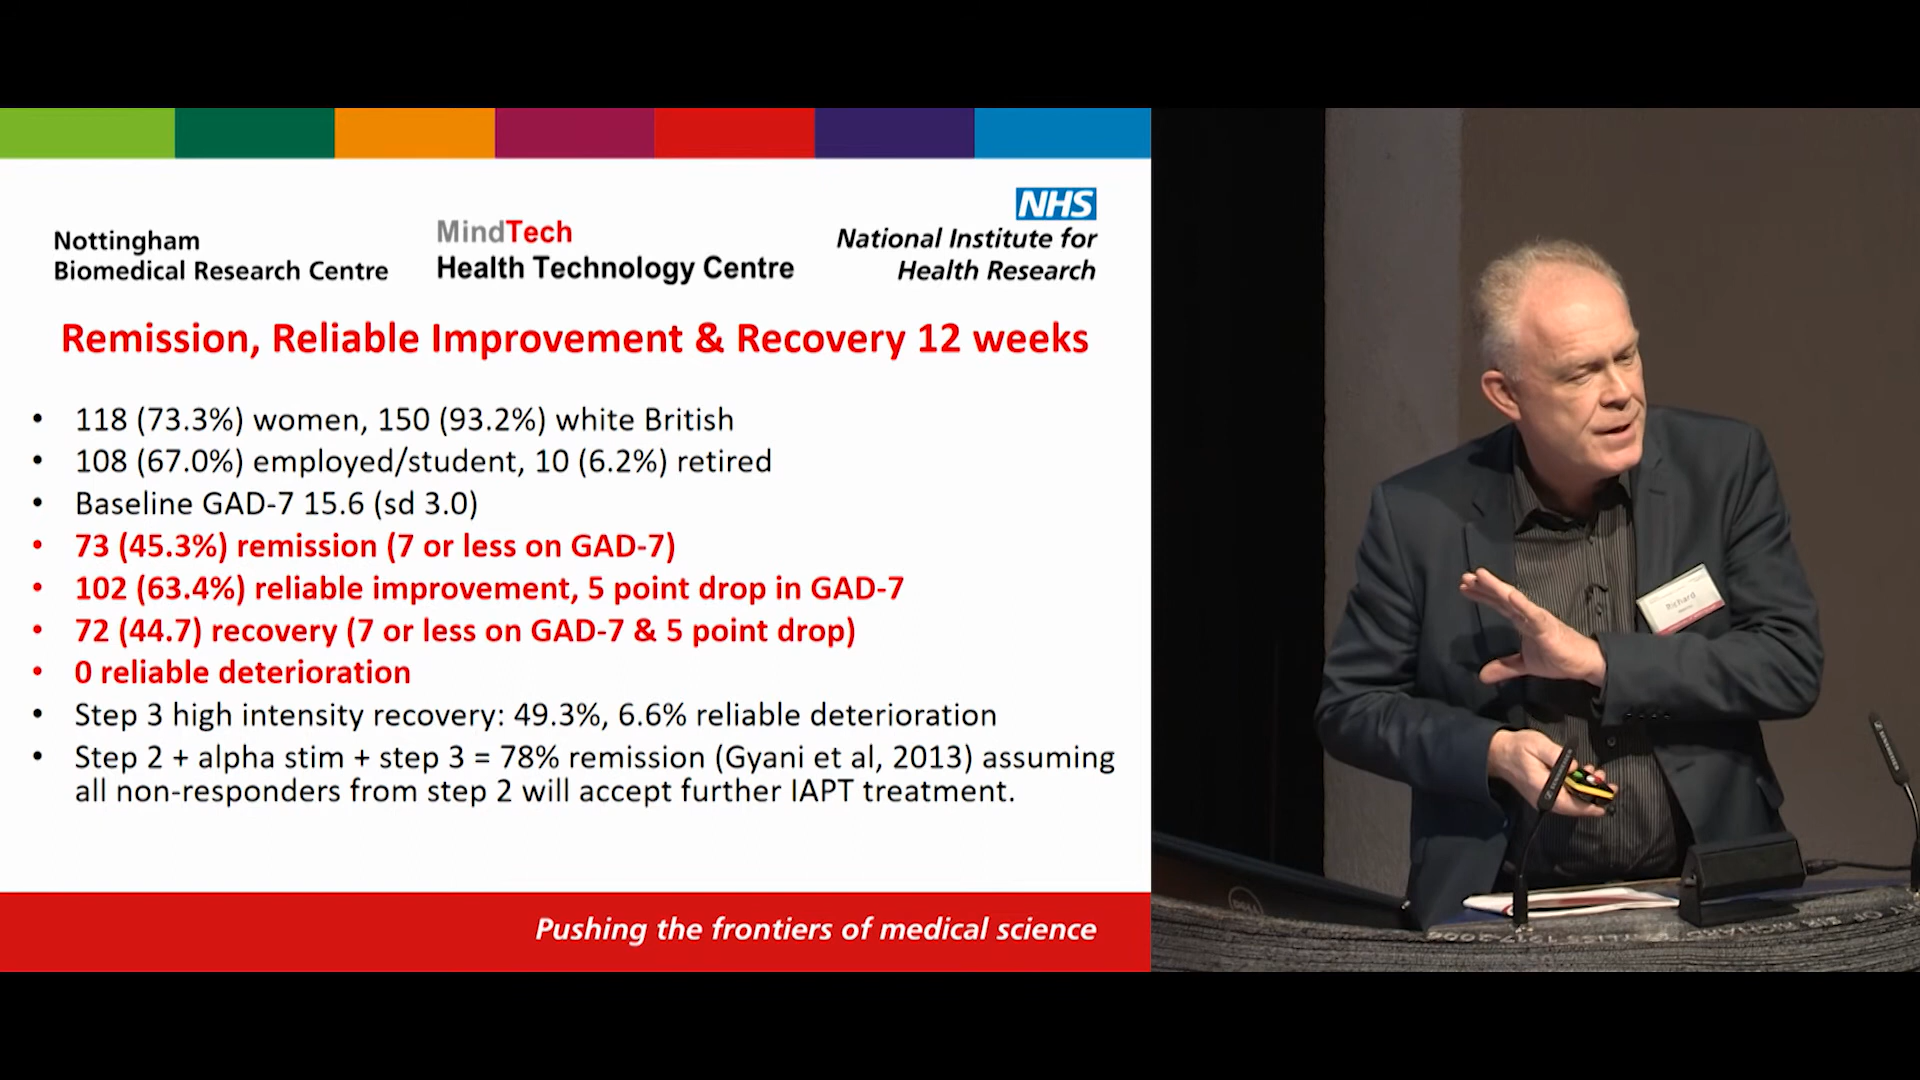 Nottingham
Biomedical Research Centre
MindTech
Health Technology Centre
NHS
National Institute for
Health Research
Remission, Reliable Improvement & Recovery 12 weeks
• 118 (73.3%) women, 150 (93.2%) white British
• 108 (67.0%) employed/student, 10 (6.2%) retired
• Baseline GAD-7 15.6 (sd 3.0)
• 73 (45.3%) remission (7 or less on GAD-7)
• 102 (63.4%) reliable improvement, 5 point drop in GAD-7
• 72 (44.7) recovery (7 or less on GAD-7 & 5 point drop)
• 0 reliable deterioration
• Step 3 high intensity recovery: 49.3%, 6.6% reliable deterioration
• Step 2 + alpha stim + step 3 = 78% remission (Gyani et al, 2013) assuming
all non-responders from step 2 will accept further IAPT treatment.
Pushing the frontiers of medical science
Richard
DELL